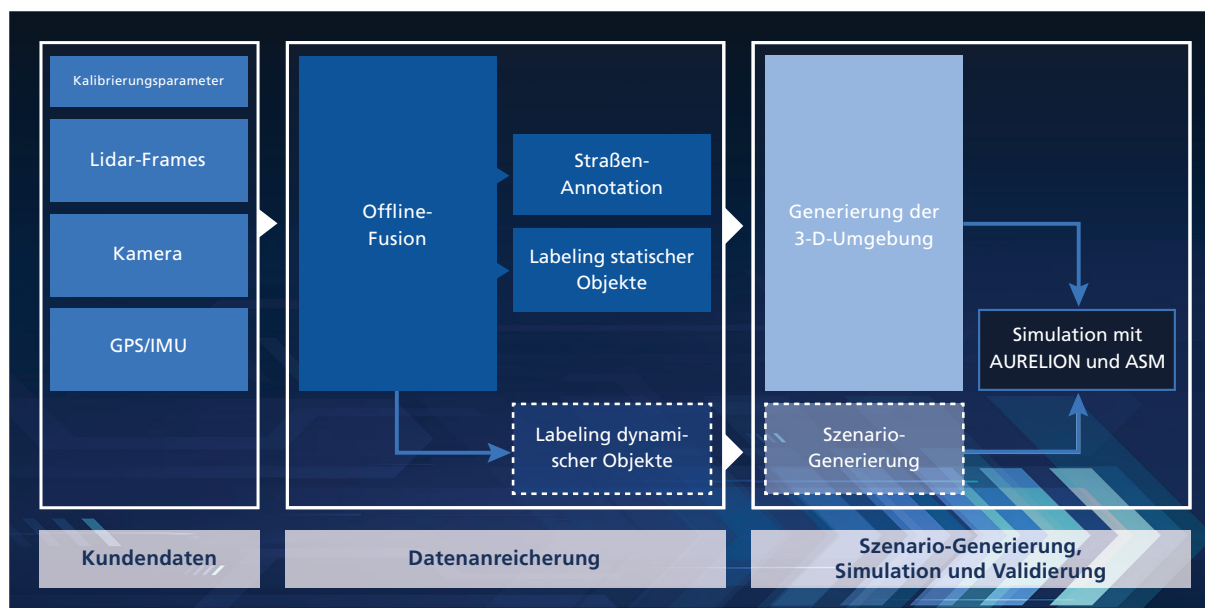 Kalibrierungsparameter
Lidar-Frames
Kamera
GPS/IMU
Kundendaten
Offline-
Fusion
Straßen-
Annotation
Labeling statischer
Objekte
Labeling dynami-
scher Objekte
Datenanreicherung
Generierung der
3-D-Umgebung
Simulation mit
AURELION und ASM
Szenario-
Generierung
Szenario-Generierung,
Simulation und Validierung